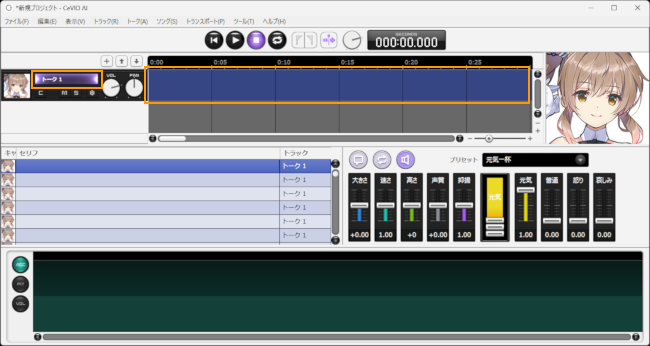 *新規プロジェクト - CeVIO AI
ファイル(F) 編集(E) 表示(V) トラック(R) トーク(A) ソング(S) トランスポート(P) ツール(T) ヘルプ(H)
SECONDS
000:00.000
0:00 0:05 0:10 0:15 0:20 0:25
トーク 1
VOL PAN
C M S
キャ セリフ トラック
トーク 1
トーク 1
トーク 1
トーク 1
トーク 1
トーク 1
プリセット 元気一杯
大きさ 速さ 高さ 声質 抑揚 元気 元気 普通 怒り 哀しみ
+0.00 1.00 +0 +0.00 1.00 1.00 0.00 0.00 0.00
VOL